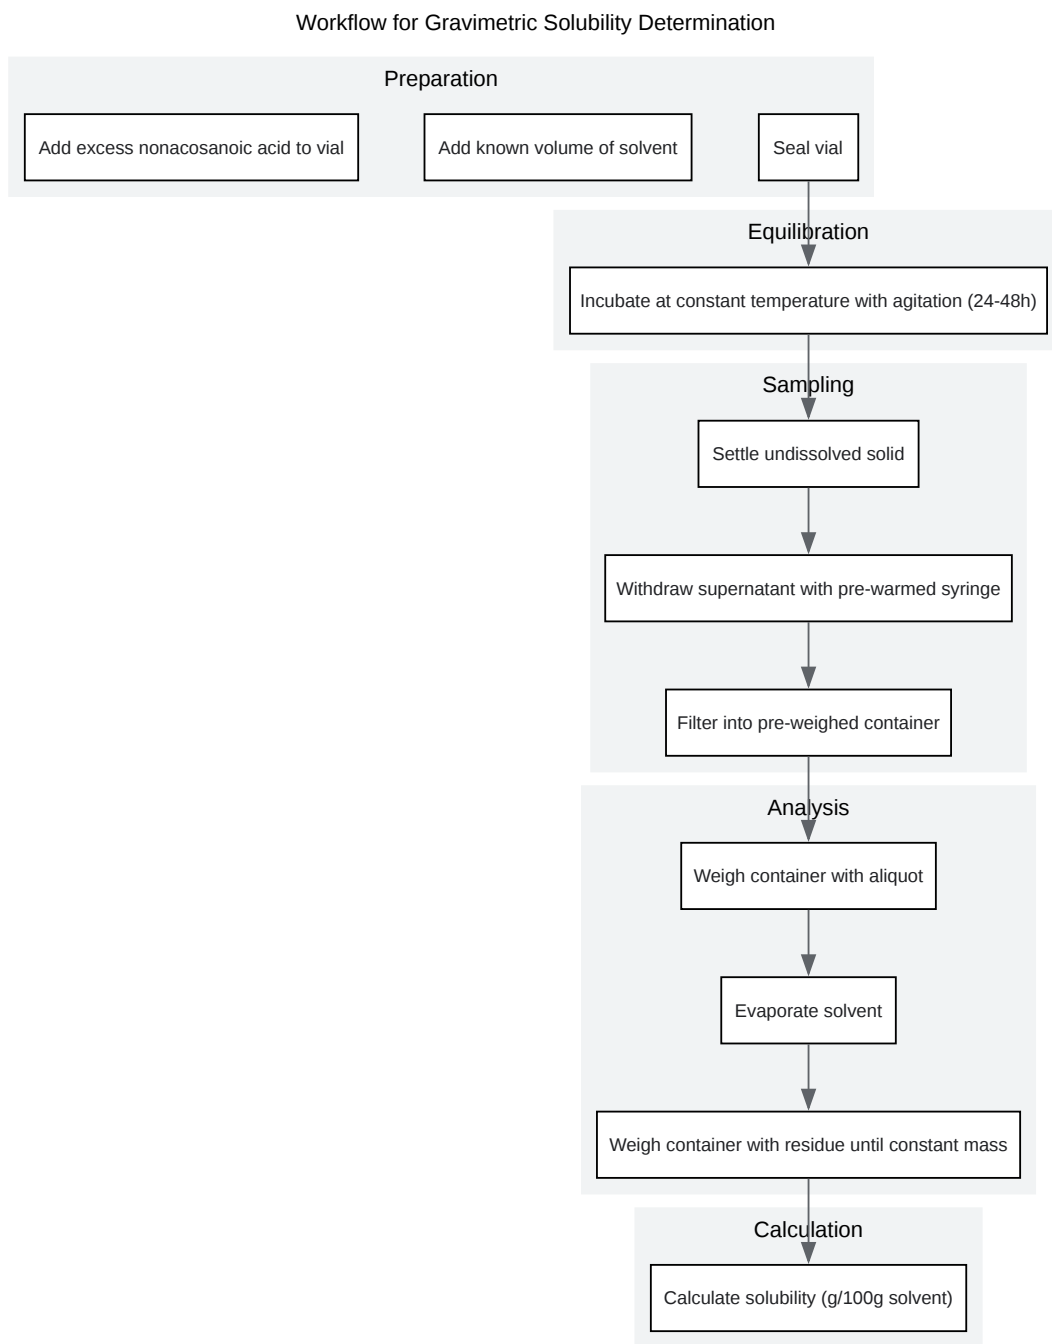 Workflow for Gravimetric Solubility Determination
Preparation
Add excess nonacosanoic acid to vial
Add known volume of solvent
Seal vial
Equilibration
Incubate at constant temperature with agitation (24-48h)
Sampling
Settle undissolved solid
Withdraw supernatant with pre-warmed syringe
Filter into pre-weighed container
Analysis
Weigh container with aliquot
Evaporate solvent
Weigh container with residue until constant mass
Calculation
Calculate solubility (g/100g solvent)